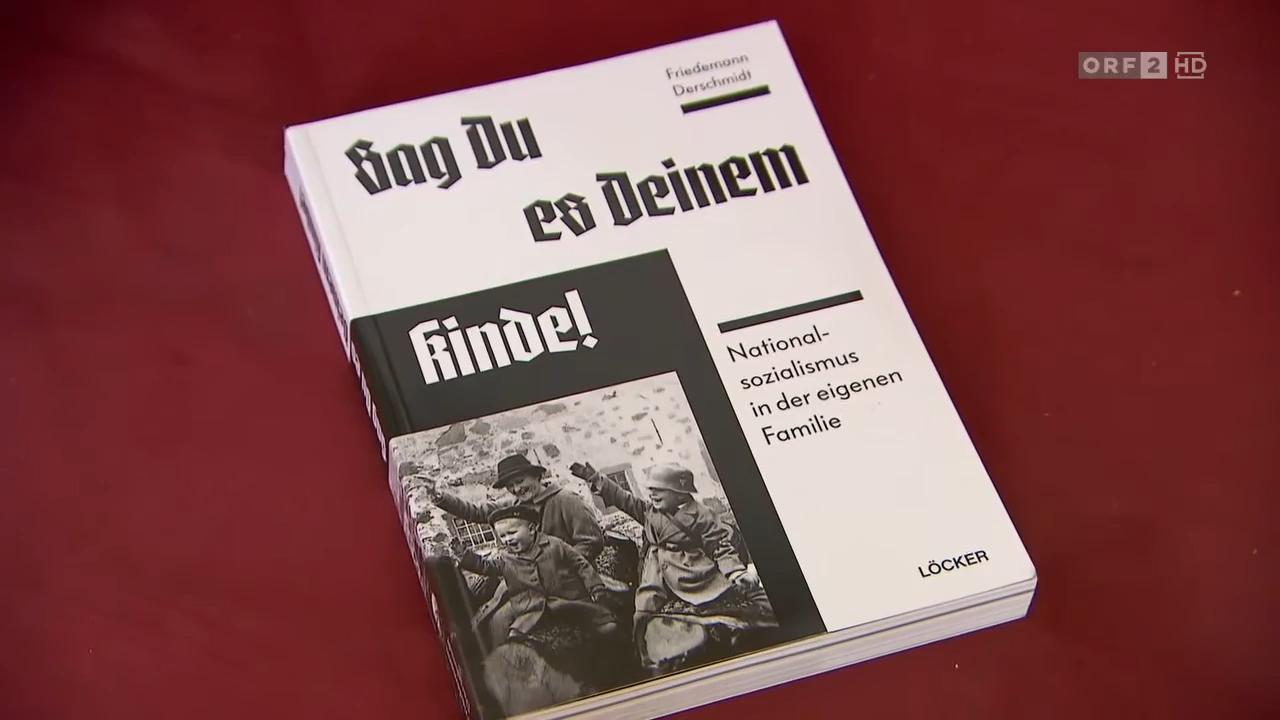 ORF 2 HD
Friedemann
Derschmidt
Sag Du
es Deinem
Kinde!
National-
sozialismus
in der eigenen
Familie
LÖCKER